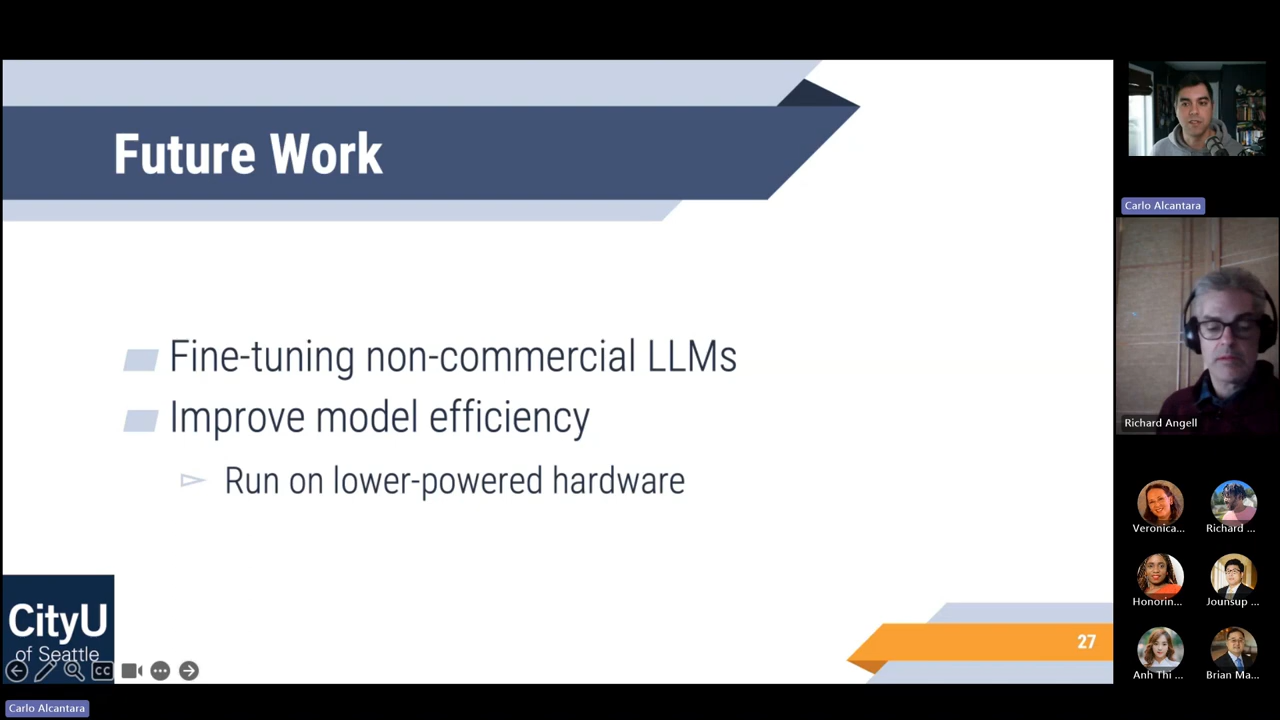 Future Work
Fine-tuning non-commercial LLMs
Improve model efficiency
Run on lower-powered hardware
CityU
of Seattle
CC
27
Carlo Alcantara
Richard Angell
Veronica...
Richard ...
Honorin...
Jounsup ...
Anh Thi ...
Brian Ma...
Carlo Alcantara